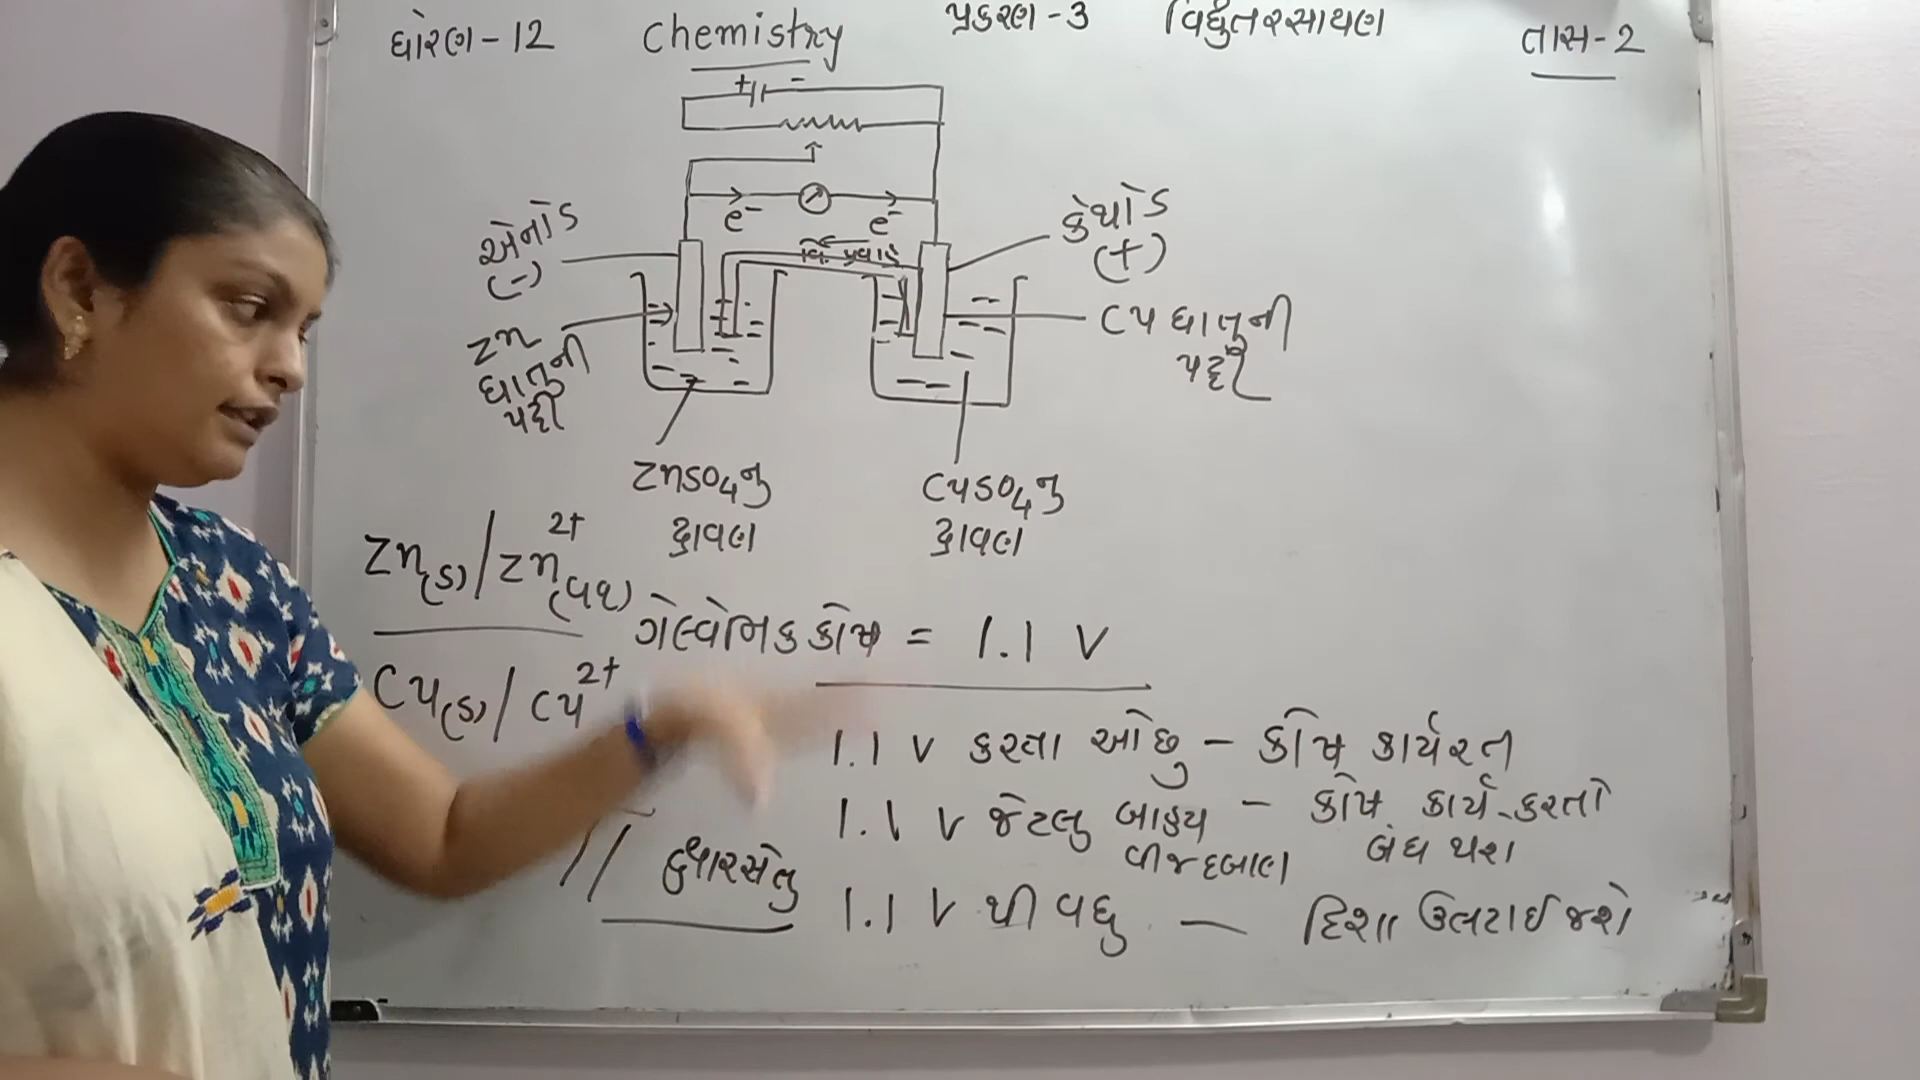 ધોરણ - 12 Chemistry પ્રકરણ - 3 વિદ્યુતરસાયણ તાસ - 2
+ -
e⁻ e⁻
વિ. પ્રવાહ
એનોડ
(-)
Zn
ધાતુની
પટ્ટી
કેથોડ
(+)
Cu ધાતુની
પટ્ટી
ZnSO₄નુ
દ્રાવણ
CuSO₄નુ
દ્રાવણ
Zn(s) / Zn²⁺(aq)
Cu(s) / Cu²⁺
ગેલ્વેનિક કોષ = 1.1 V
1.1 V કરતા ઓછુ - કોષ કાર્યરત
1.1 V જેટલુ બાહ્ય વીજદબાણ - કોષ કાર્ય કરતો બંધ થશે
// ક્ષારસેતુ
1.1 V થી વધુ - દિશા ઉલટાઈ જશે